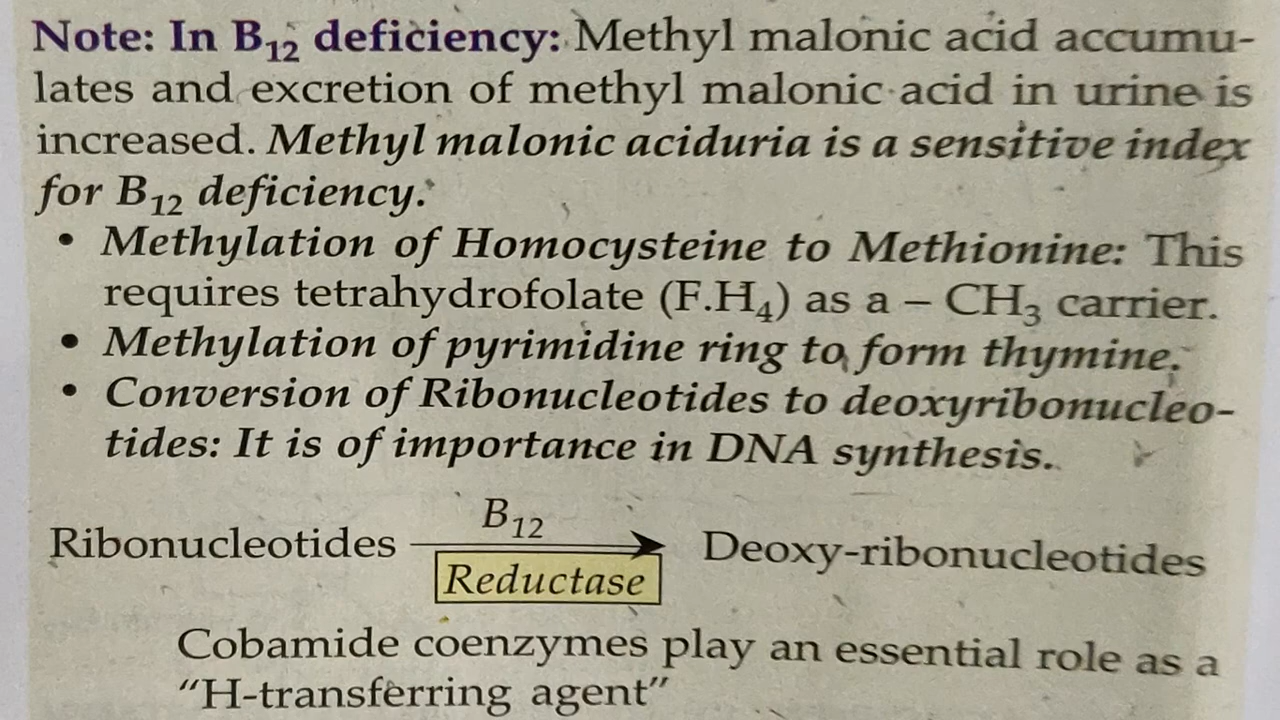 Note: In B12 deficiency: Methyl malonic acid accumu-
lates and excretion of methyl malonic acid in urine is
increased. Methyl malonic aciduria is a sensitive index
for B12 deficiency.
• Methylation of Homocysteine to Methionine: This
requires tetrahydrofolate (F.H4) as a – CH3 carrier.
• Methylation of pyrimidine ring to form thymine.
• Conversion of Ribonucleotides to deoxyribonucleo-
tides: It is of importance in DNA synthesis.
B12
Ribonucleotides Deoxy-ribonucleotides
Reductase
Cobamide coenzymes play an essential role as a
“H-transferring agent”